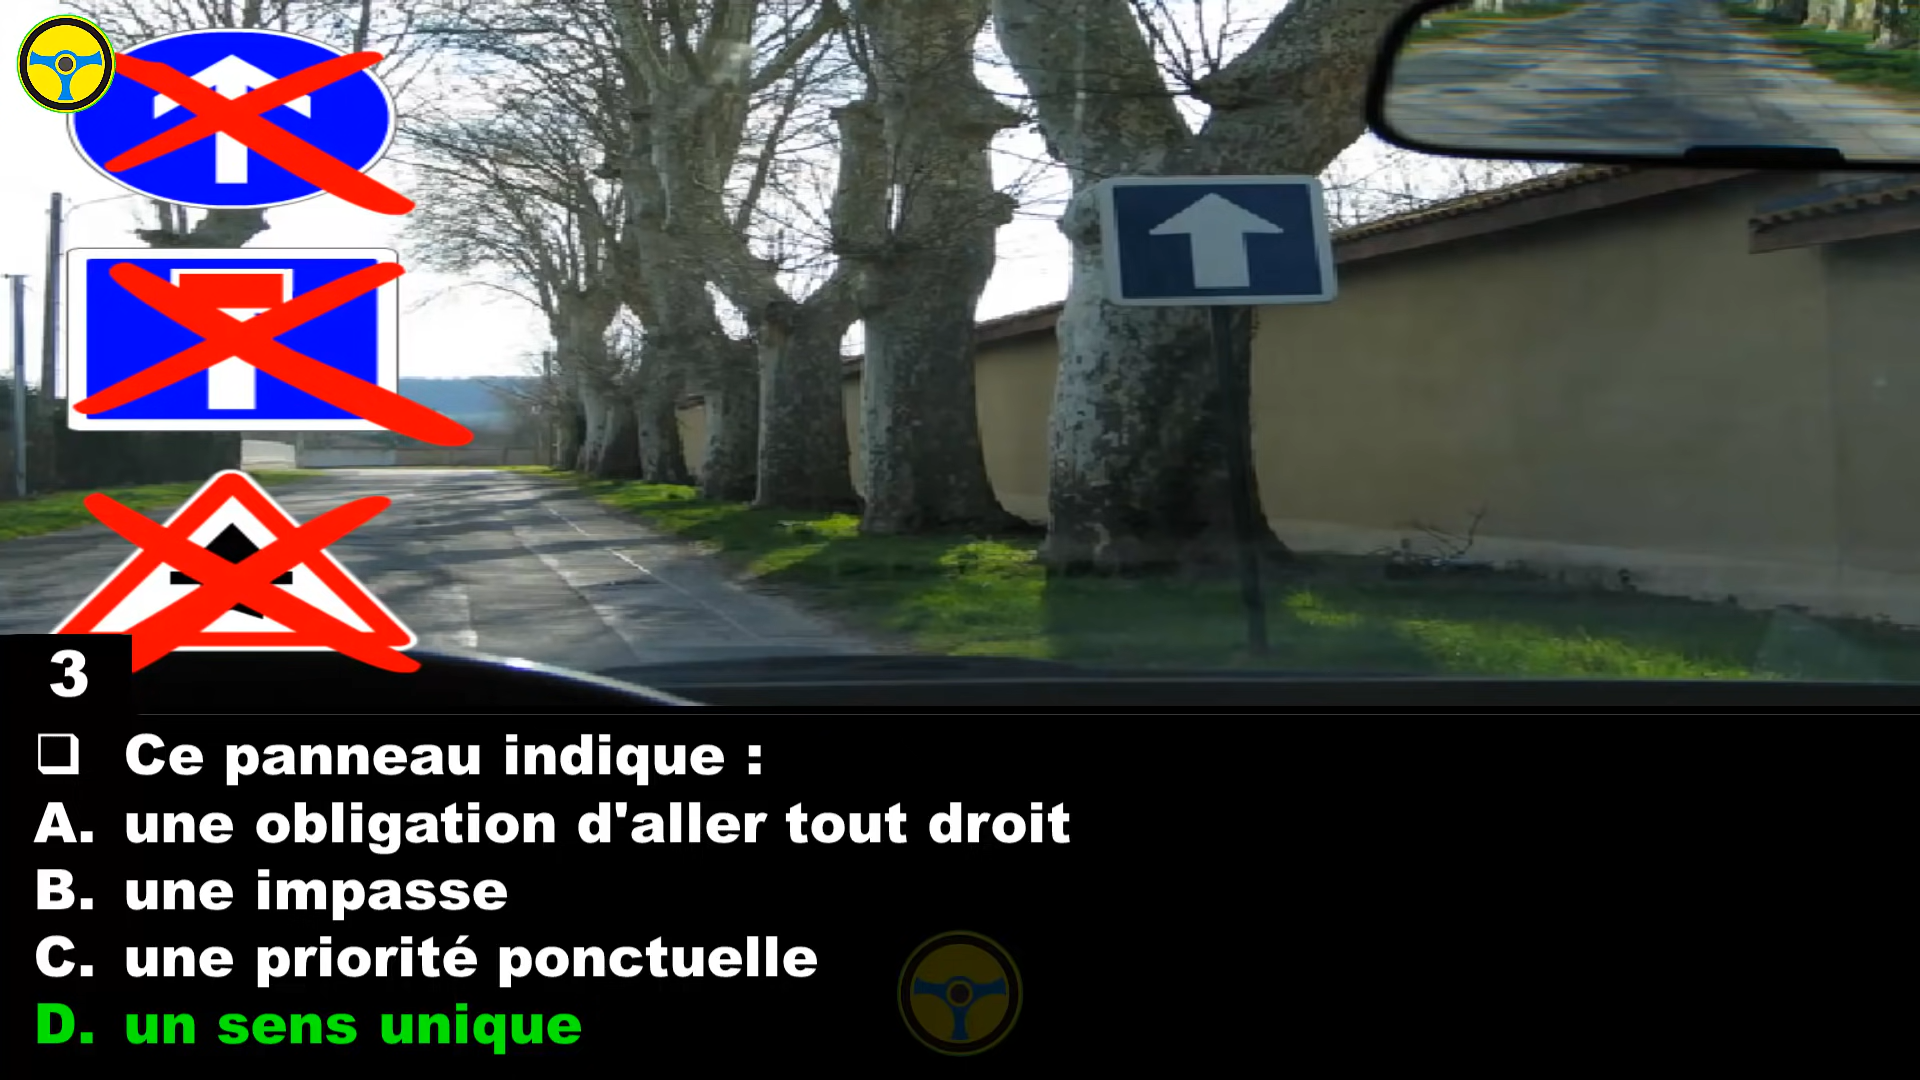 3
❑ Ce panneau indique :
A. une obligation d'aller tout droit
B. une impasse
C. une priorité ponctuelle
D. un sens unique